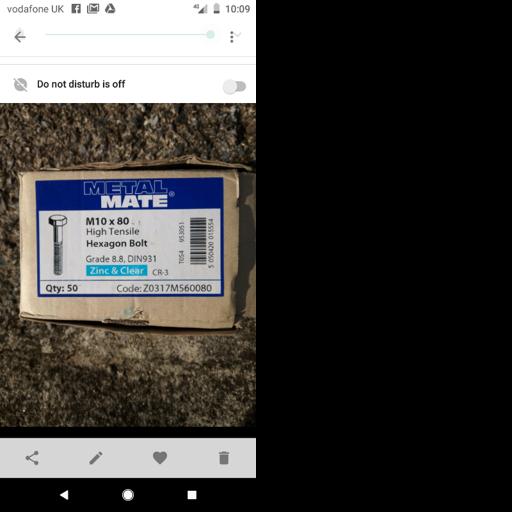 vodafone UK
4G
10:09
Do not disturb is off
METAL
MATE®
M10 x 80
High Tensile
Hexagon Bolt
Grade 8.8, DIN931
Zinc & Clear CR-3
Qty: 50
Code: Z0317M560080
T054 953051
5 050420 015554